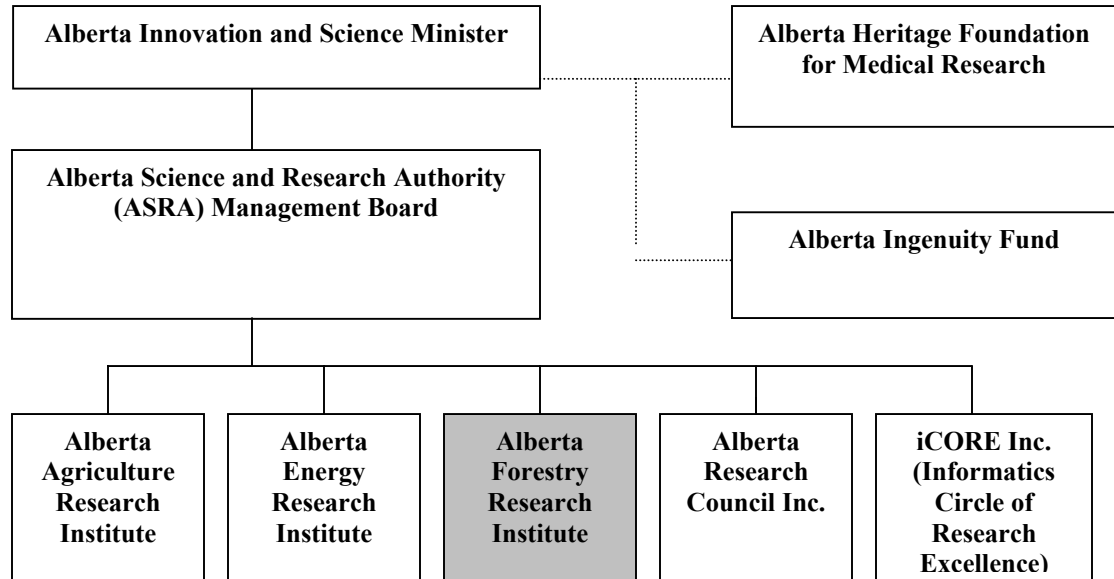 Alberta Innovation and Science Minister
Alberta Heritage Foundation
for Medical Research
Alberta Science and Research Authority
(ASRA) Management Board
Alberta Ingenuity Fund
Alberta
Agriculture
Research
Institute
Alberta
Energy
Research
Institute
Alberta
Forestry
Research
Institute
Alberta
Research
Council Inc.
iCORE Inc.
(Informatics
Circle of
Research
Excellence)